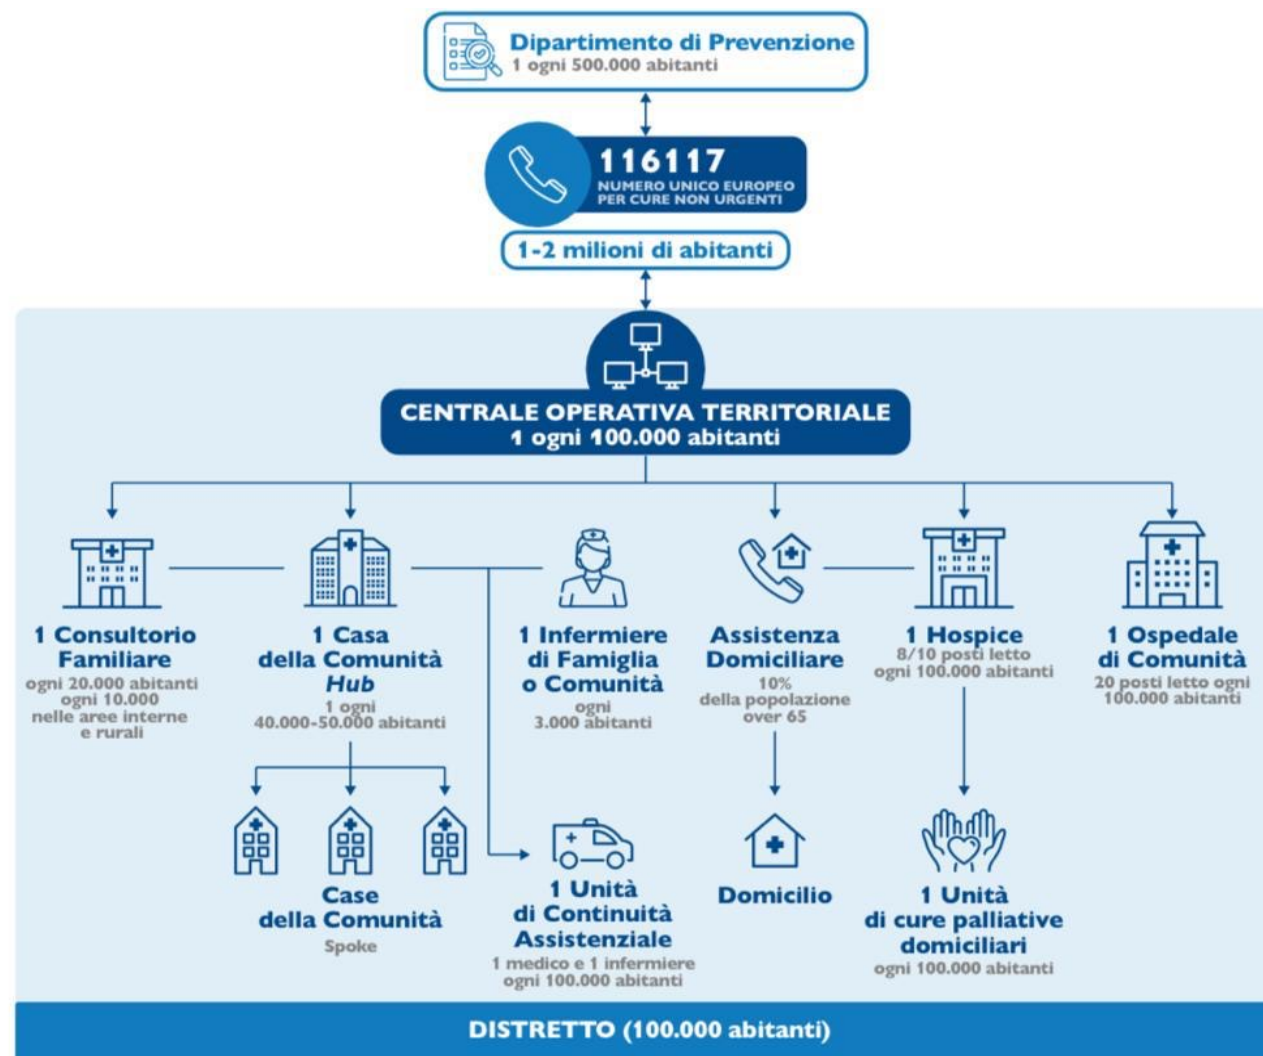 Dipartimento di Prevenzione
1 ogni 500.000 abitanti
116117
NUMERO UNICO EUROPEO
PER CURE NON URGENTI
1-2 milioni di abitanti
CENTRALE OPERATIVA TERRITORIALE
1 ogni 100.000 abitanti
1 Consultorio
Familiare
ogni 20.000 abitanti
ogni 10.000
nelle aree interne
e rurali
1 Casa
della Comunità
Hub
1 ogni
40.000-50.000 abitanti
1 Infermiere
di Famiglia
o Comunità
ogni
3.000 abitanti
Assistenza
Domiciliare
10%
della popolazione
over 65
1 Hospice
8/10 posti letto
ogni 100.000 abitanti
1 Ospedale
di Comunità
20 posti letto ogni
100.000 abitanti
Case
della Comunità
Spoke
1 Unità
di Continuità
Assistenziale
1 medico e 1 infermiere
ogni 100.000 abitanti
Domicilio
1 Unità
di cure palliative
domiciliari
ogni 100.000 abitanti
DISTRETTO (100.000 abitanti)